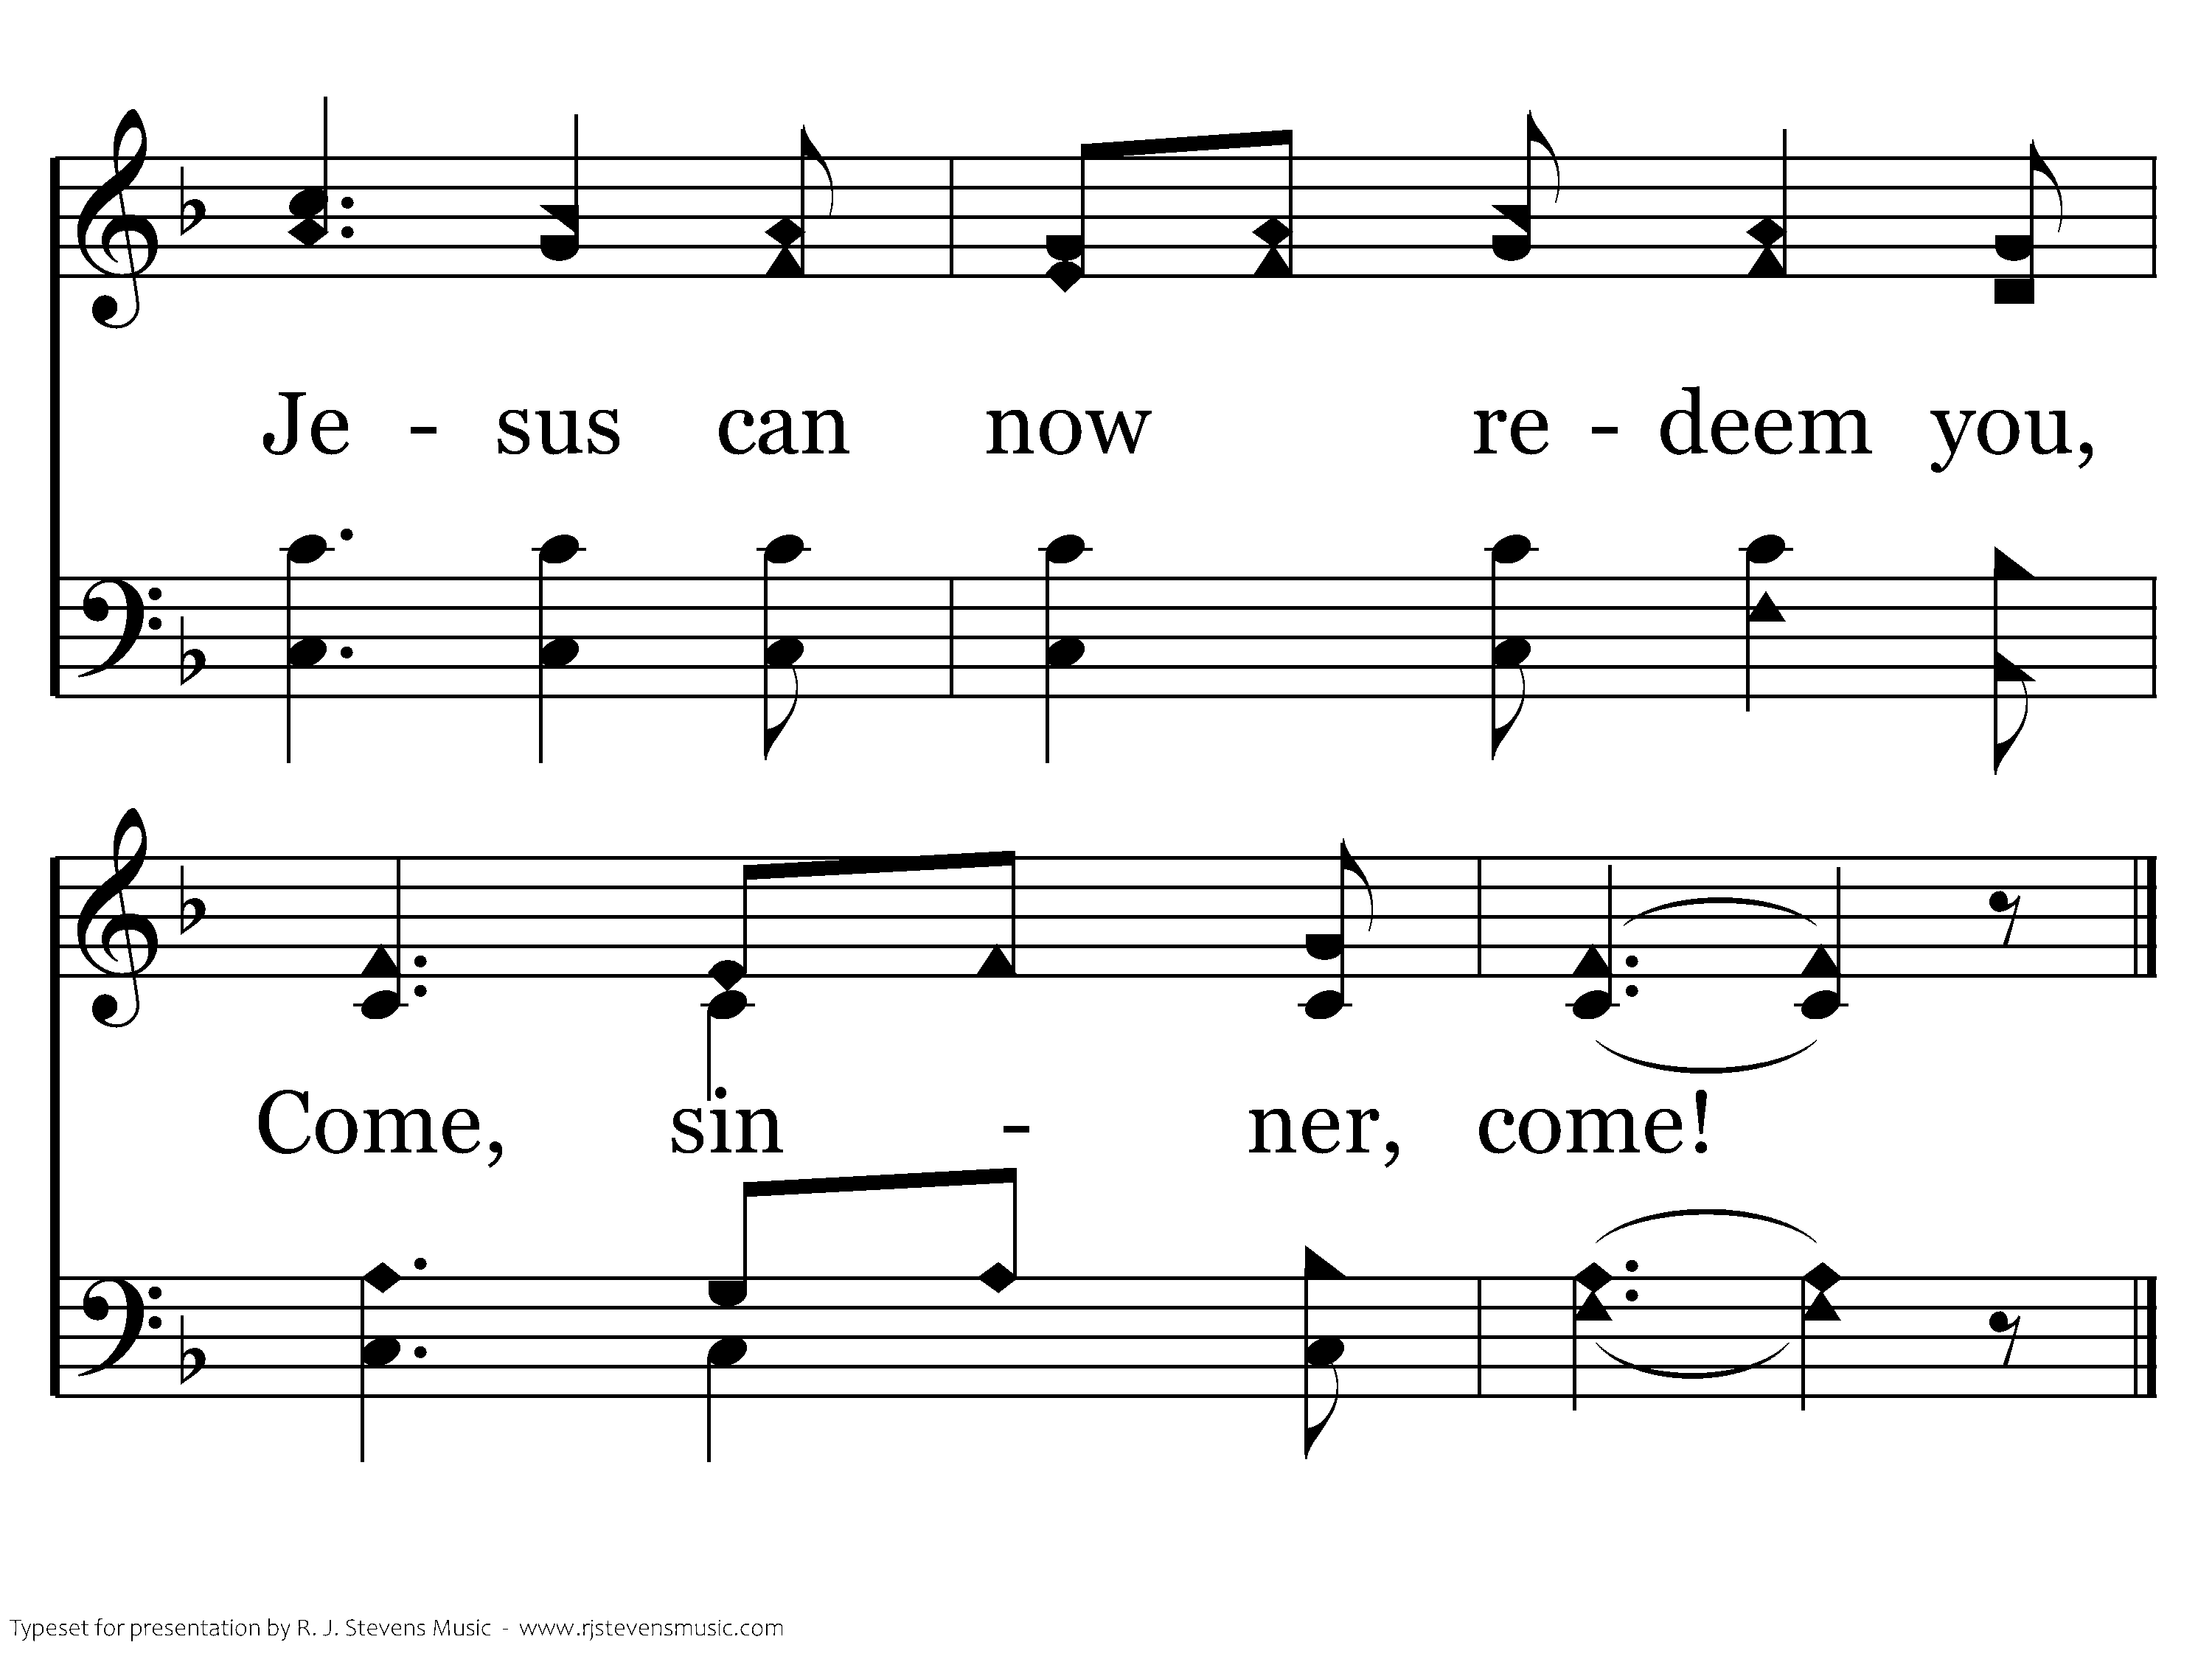 Je - sus can now re - deem you,
Come, sin - ner, come!
Typeset for presentation by R. J. Stevens Music - www.rjstevensmusic.com